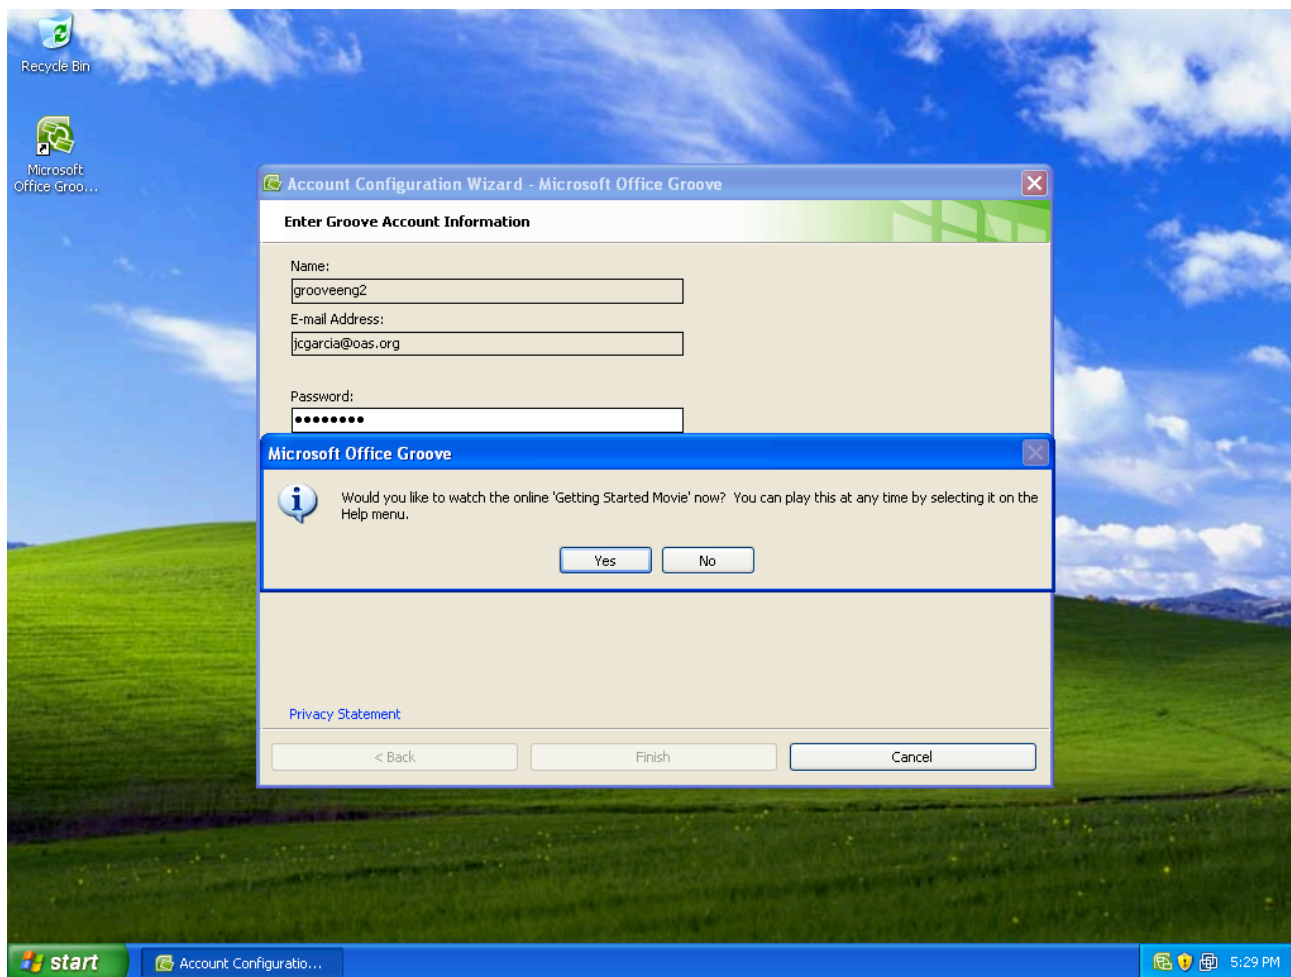 Recycle Bin
Microsoft
Office Groo...
Account Configuration Wizard - Microsoft Office Groove
Enter Groove Account Information
Name:
grooveeng2
E-mail Address:
jcgarcia@oas.org
Password:
••••••••
Microsoft Office Groove
Would you like to watch the online 'Getting Started Movie' now? You can play this at any time by selecting it on the
Help menu.
Yes No
Privacy Statement
< Back Finish Cancel
start Account Configuratio... 5:29 PM